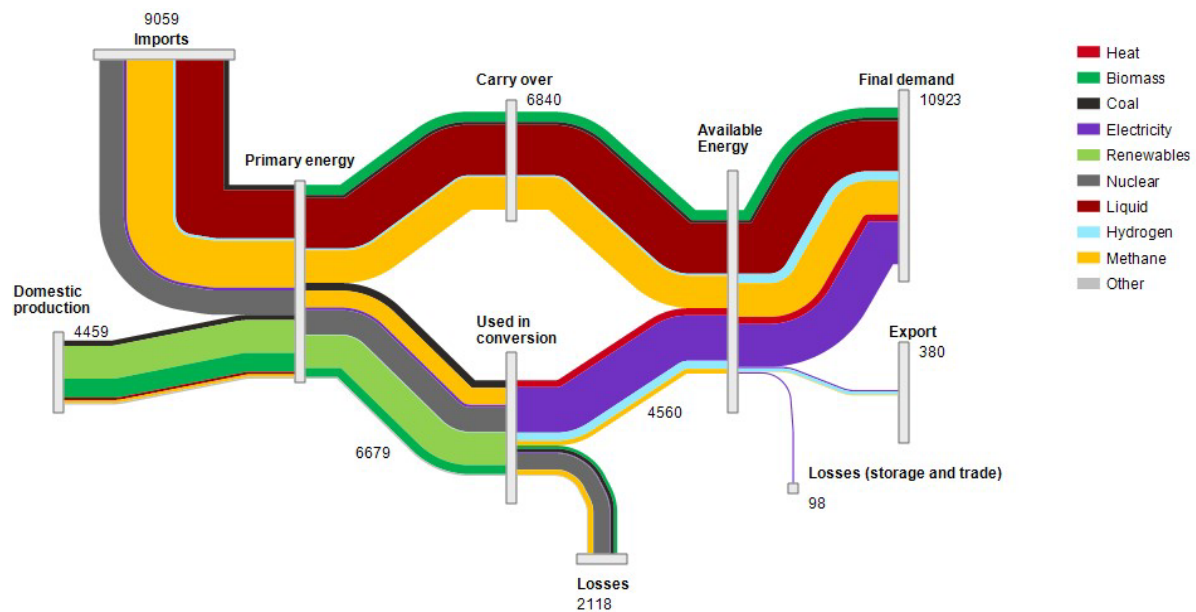 9059
Imports
Carry over
6840
Final demand
10923
Heat
Biomass
Coal
Electricity
Renewables
Nuclear
Liquid
Hydrogen
Methane
Other
Available
Energy
Primary energy
Domestic
production
4459
Used in
conversion
Export
380
4560
6679
Losses (storage and trade)
98
Losses
2118